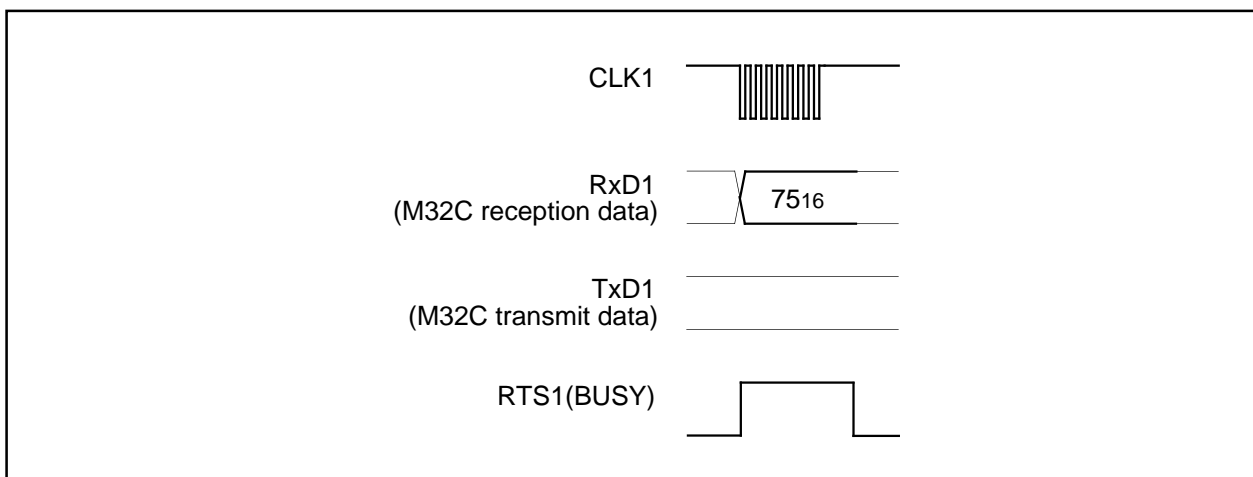 CLK1
RxD1
(M32C reception data)
7516
TxD1
(M32C transmit data)
RTS1(BUSY)